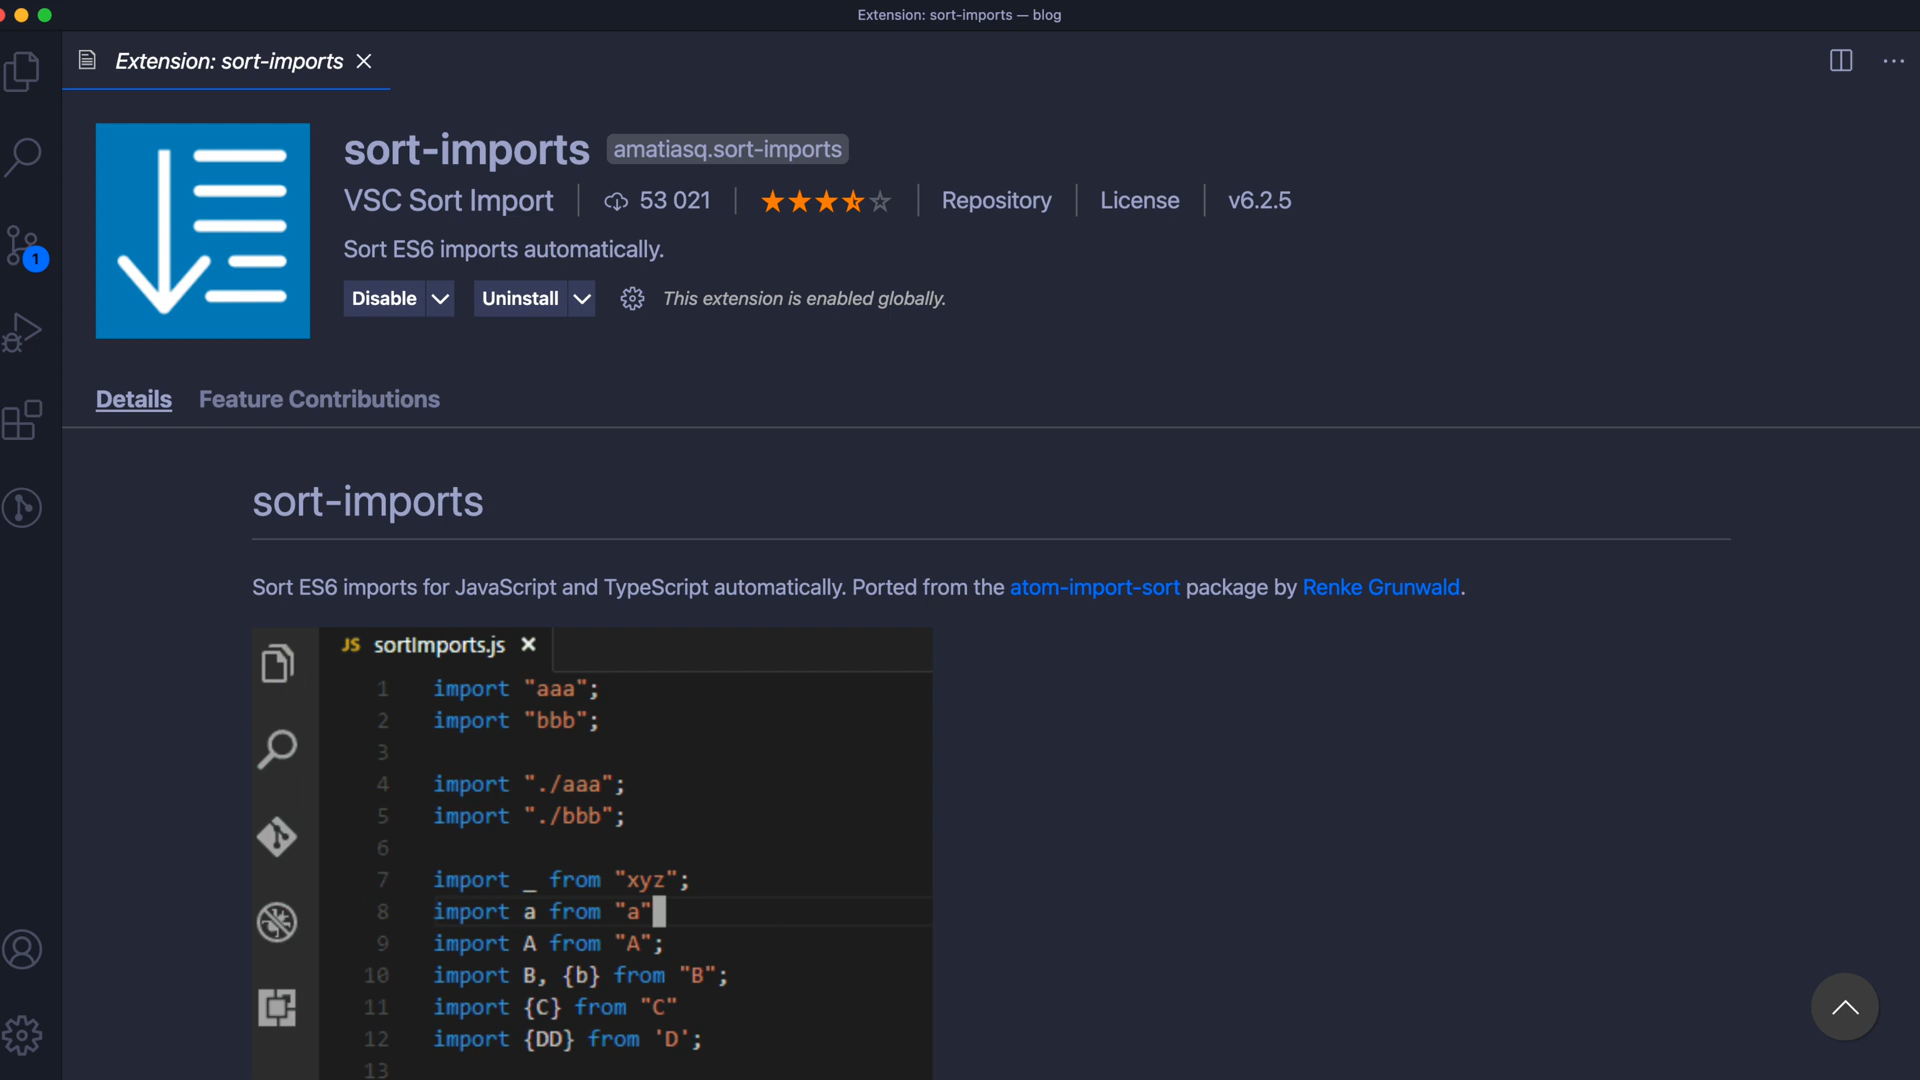 Extension: sort-imports — blog
Extension: sort-imports
sort-imports amatiasq.sort-imports
VSC Sort Import 53 021 Repository License v6.2.5
Sort ES6 imports automatically.
Disable Uninstall This extension is enabled globally.
1
Details Feature Contributions
sort-imports
Sort ES6 imports for JavaScript and TypeScript automatically. Ported from the atom-import-sort package by Renke Grunwald.
JS sortImports.js
1 import "aaa";
2 import "bbb";
3
4 import "./aaa";
5 import "./bbb";
6
7 import _ from "xyz";
8 import a from "a"
9 import A from "A";
10 import B, {b} from "B";
11 import {C} from "C"
12 import {DD} from 'D';
13